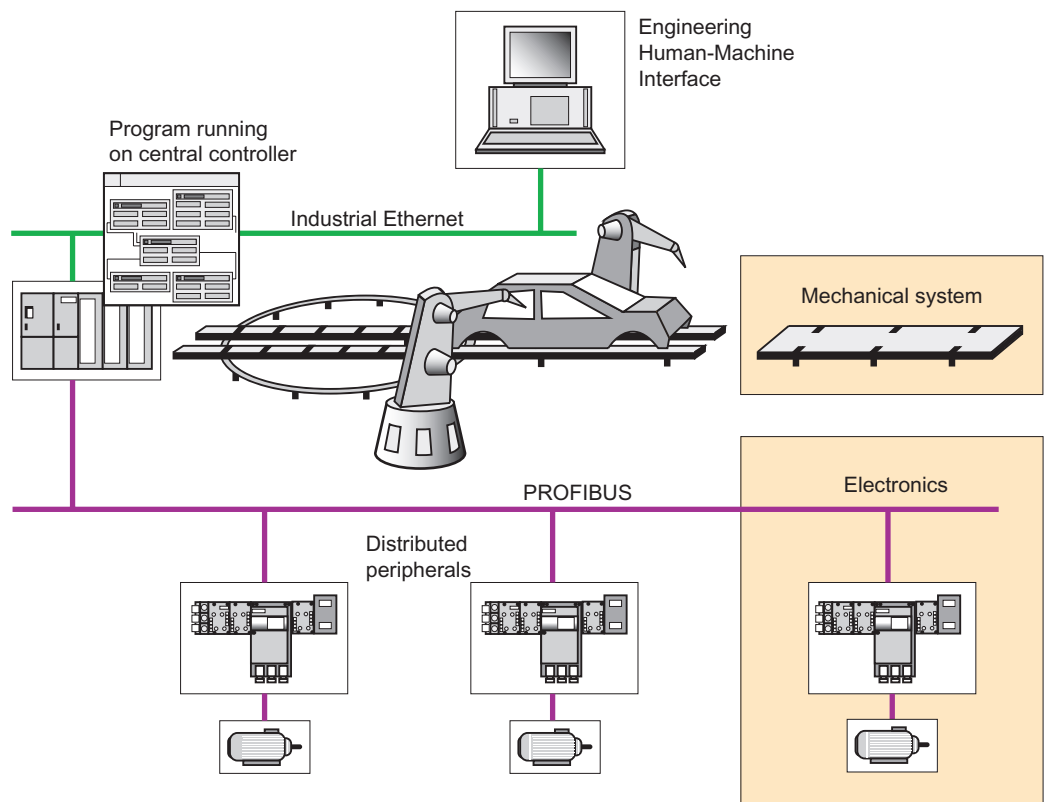 Engineering
Human-Machine
Interface
Program running
on central controller
Industrial Ethernet
Mechanical system
PROFIBUS
Electronics
Distributed
peripherals